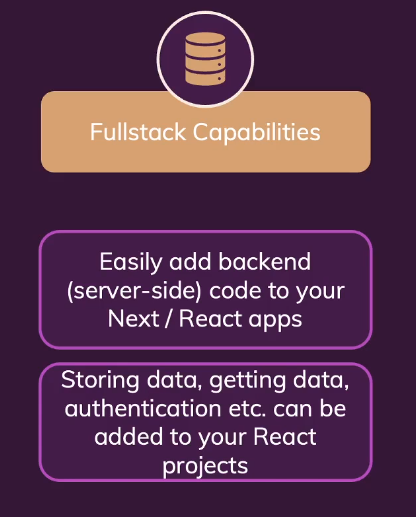 Fullstack Capabilities
Easily add backend
(server-side) code to your
Next / React apps
Storing data, getting data,
authentication etc. can be
added to your React
projects